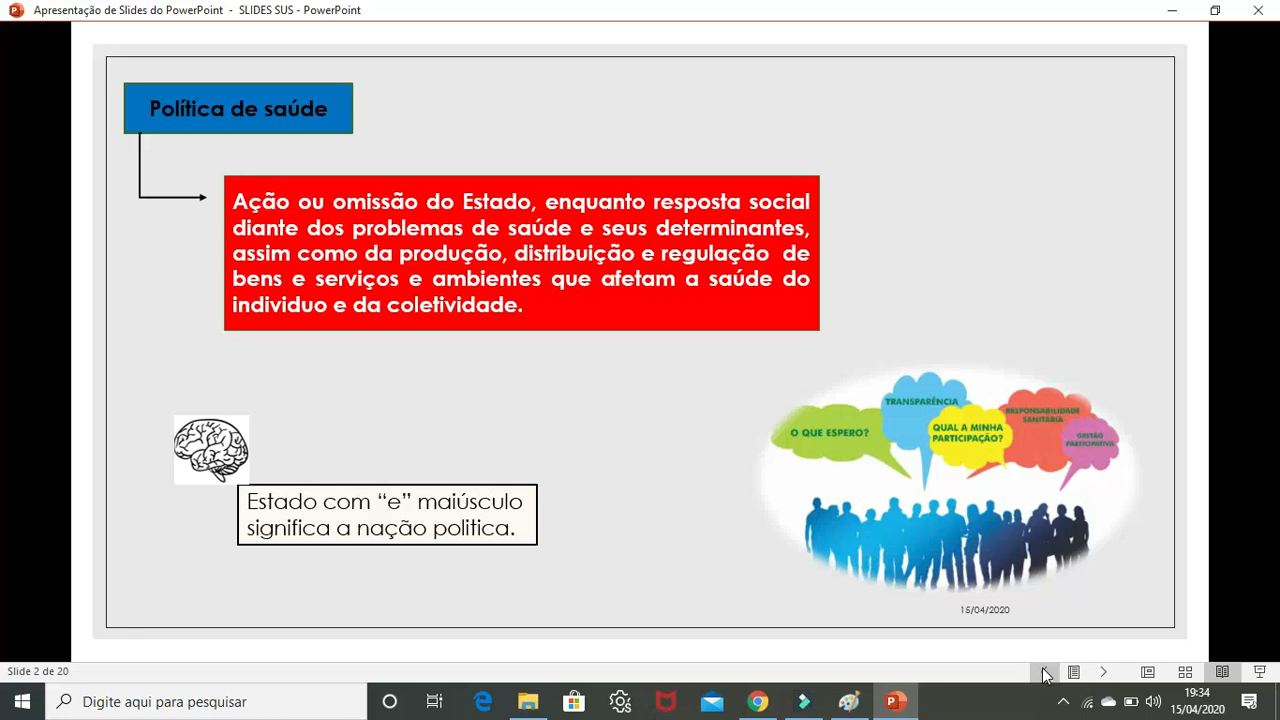 Apresentação de Slides do PowerPoint - SLIDES SUS - PowerPoint
Política de saúde
Ação ou omissão do Estado, enquanto resposta social
diante dos problemas de saúde e seus determinantes,
assim como da produção, distribuição e regulação de
bens e serviços e ambientes que afetam a saúde do
individuo e da coletividade.
O QUE ESPERO?
TRANSPARÊNCIA
QUAL A MINHA
PARTICIPAÇÃO?
RESPONSABILIDADE
SANITÁRIA
GESTÃO
PARTICIPATIVA
Estado com “e” maiúsculo
significa a nação politica.
15/04/2020
Slide 2 de 20
Digite aqui para pesquisar
19:34
15/04/2020